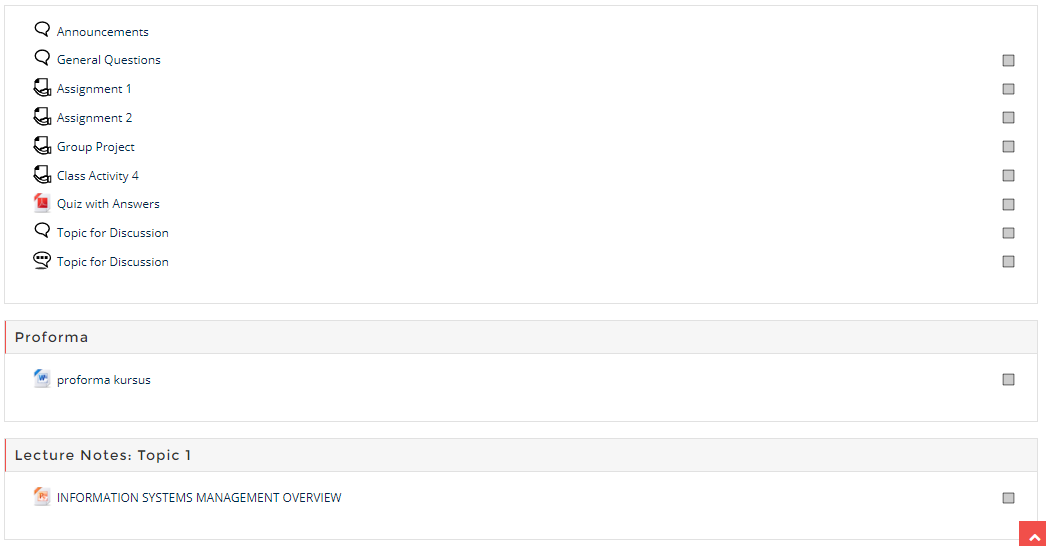 Announcements
General Questions
Assignment 1
Assignment 2
Group Project
Class Activity 4
Quiz with Answers
Topic for Discussion
Topic for Discussion
Proforma
proforma kursus
Lecture Notes: Topic 1
INFORMATION SYSTEMS MANAGEMENT OVERVIEW